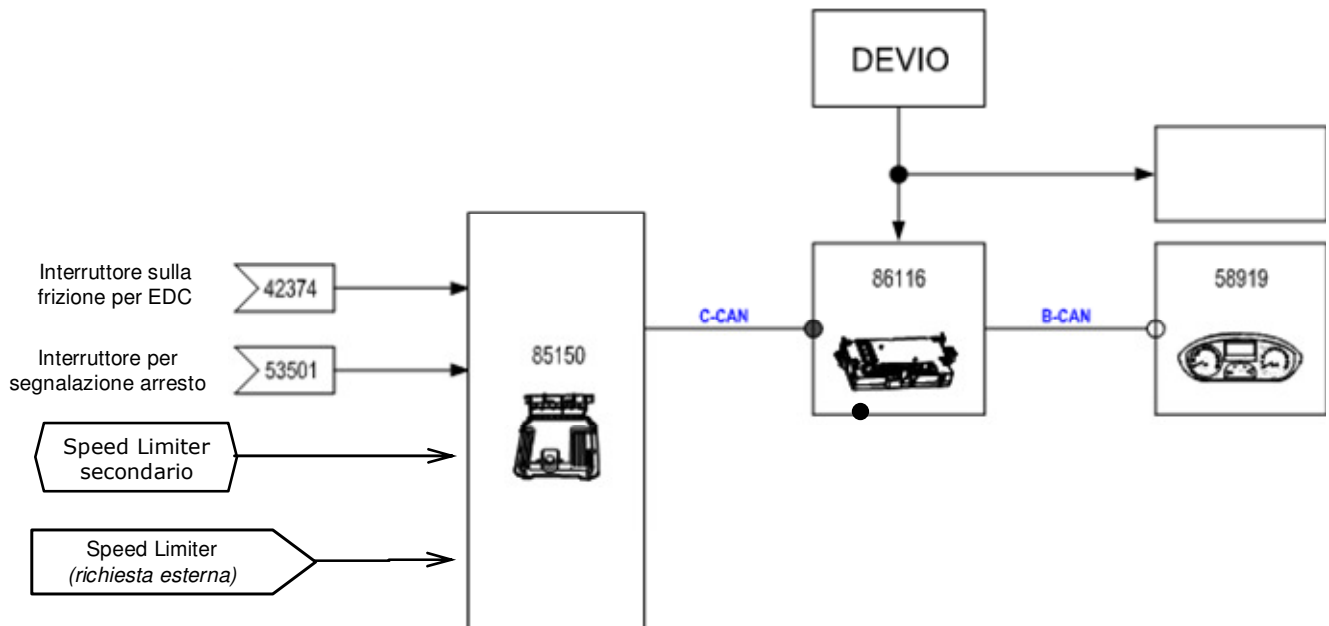 DEVIO
Interruttore sulla
frizione per EDC
42374
86116
58919
C-CAN
B-CAN
Interruttore per
segnalazione arresto
53501
85150
Speed Limiter
secondario
Speed Limiter
(richiesta esterna)